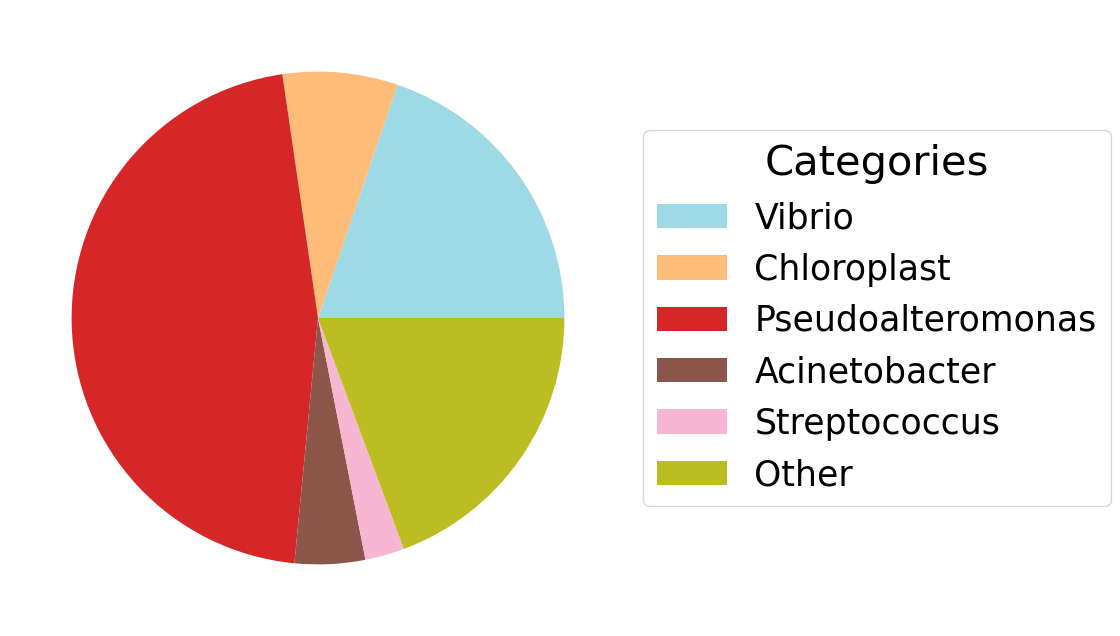 Categories
Vibrio
Chloroplast
Pseudoalteromonas
Acinetobacter
Streptococcus
Other